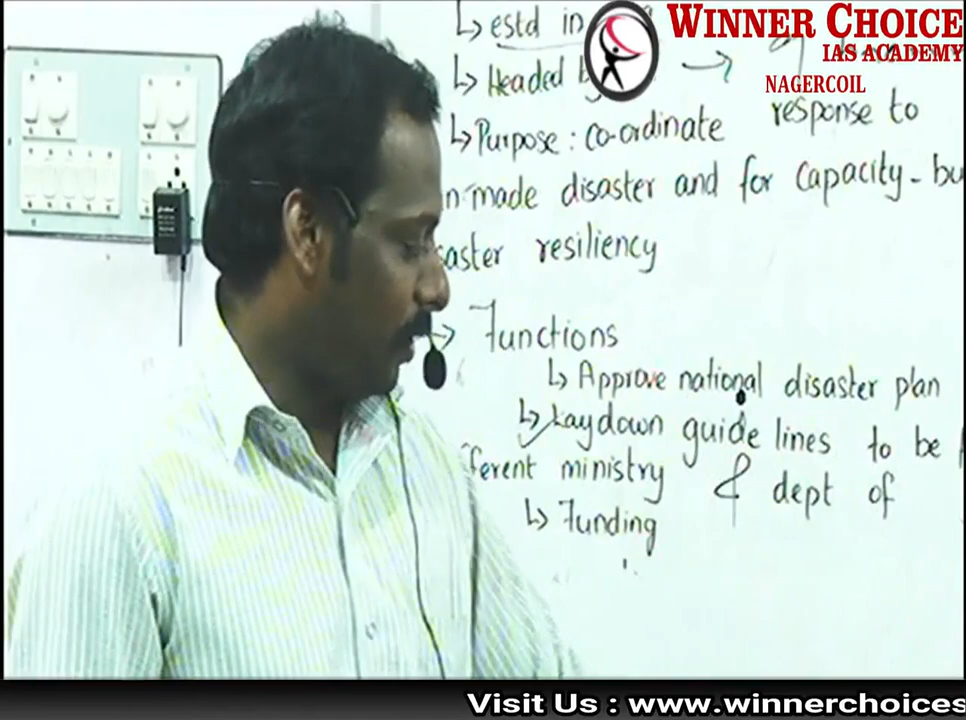 ↳ estd in
WINNER CHOICE
IAS ACADEMY
NAGERCOIL
↳ Headed b →
↳ Purpose : co-ordinate response to
n-made disaster and for capacity - bu
saster resiliency
→ Functions
↳ Approve national disaster plan
↳ Laydown guide lines to be
fferent ministry & dept of
↳ Funding
Visit Us : www.winnerchoices